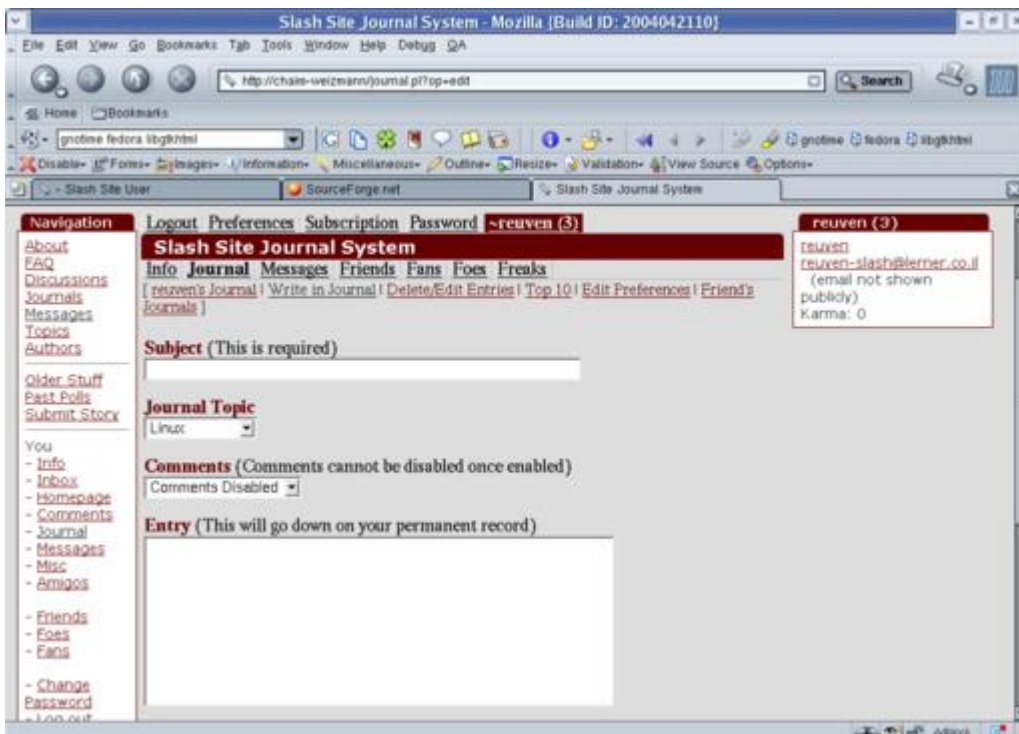 Slash Site Journal System - Mozilla {Build ID: 2004042110}
File Edit View Go Bookmarks Tab Tools Window Help Debug QA
http://chaim-weizmann/journal.pl?op=edit
Search
Home Bookmarks
gnotime fedora libgtkhtml
gnotime fedora libgtkhtml
Disable Forms Images Information Miscellaneous Outline Resize Validation View Source Options
- Slash Site User
SourceForge.net
Slash Site Journal System
Navigation
About
FAQ
Discussions
Journals
Messages
Topics
Authors
Older Stuff
Past Polls
Submit Story
You
- Info
- Inbox
- Homepage
- Comments
- Journal
- Messages
- Misc
- Amigos
- Friends
- Foes
- Fans
- Change
Password
- Log out
Logout Preferences Subscription Password ~reuven (3)
Slash Site Journal System
Info Journal Messages Friends Fans Foes Freaks
[ reuven's Journal | Write in Journal | Delete/Edit Entries | Top 10 | Edit Preferences | Friend's
Journals ]
Subject (This is required)
Journal Topic
Linux
Comments (Comments cannot be disabled once enabled)
Comments Disabled
Entry (This will go down on your permanent record)
reuven (3)
reuven
reuven-slash@lerner.co.il
(email not shown
publicly)
Karma: 0
Adblock